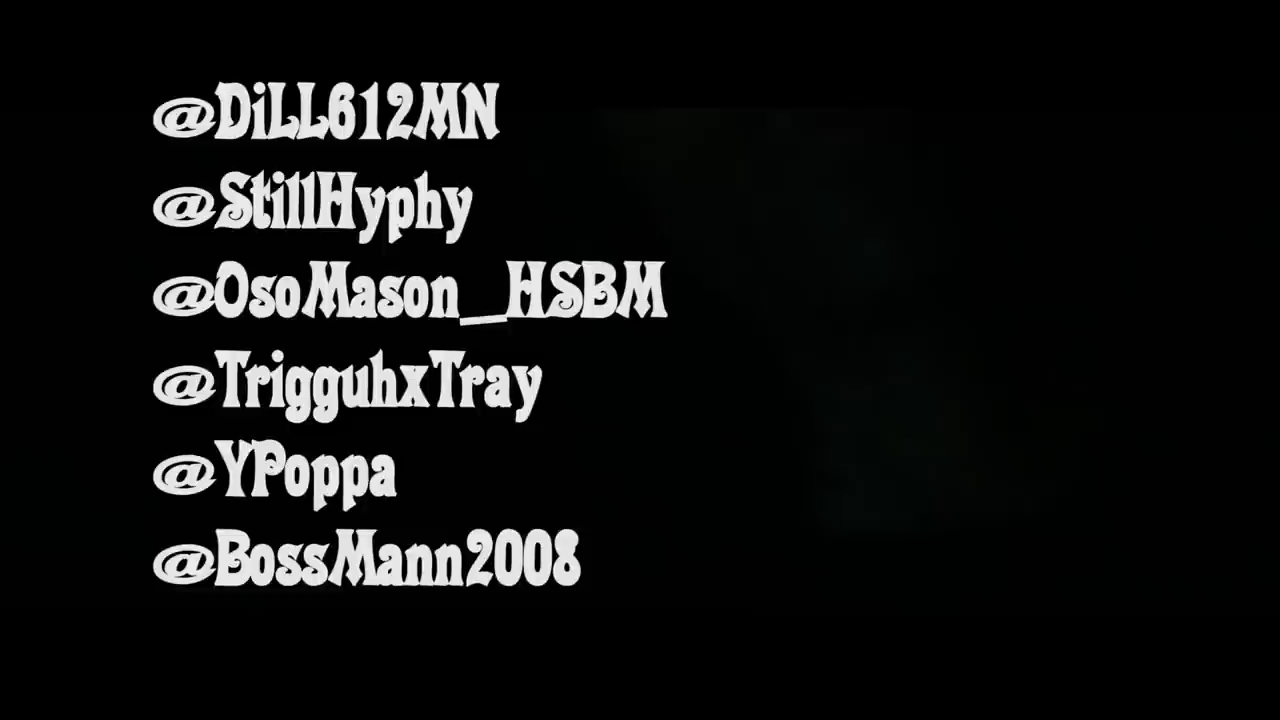 @DiLL612MN
@StillHyphy
@OsoMason_HSBM
@TrigguhxTray
@YPoppa
@BossMann2008